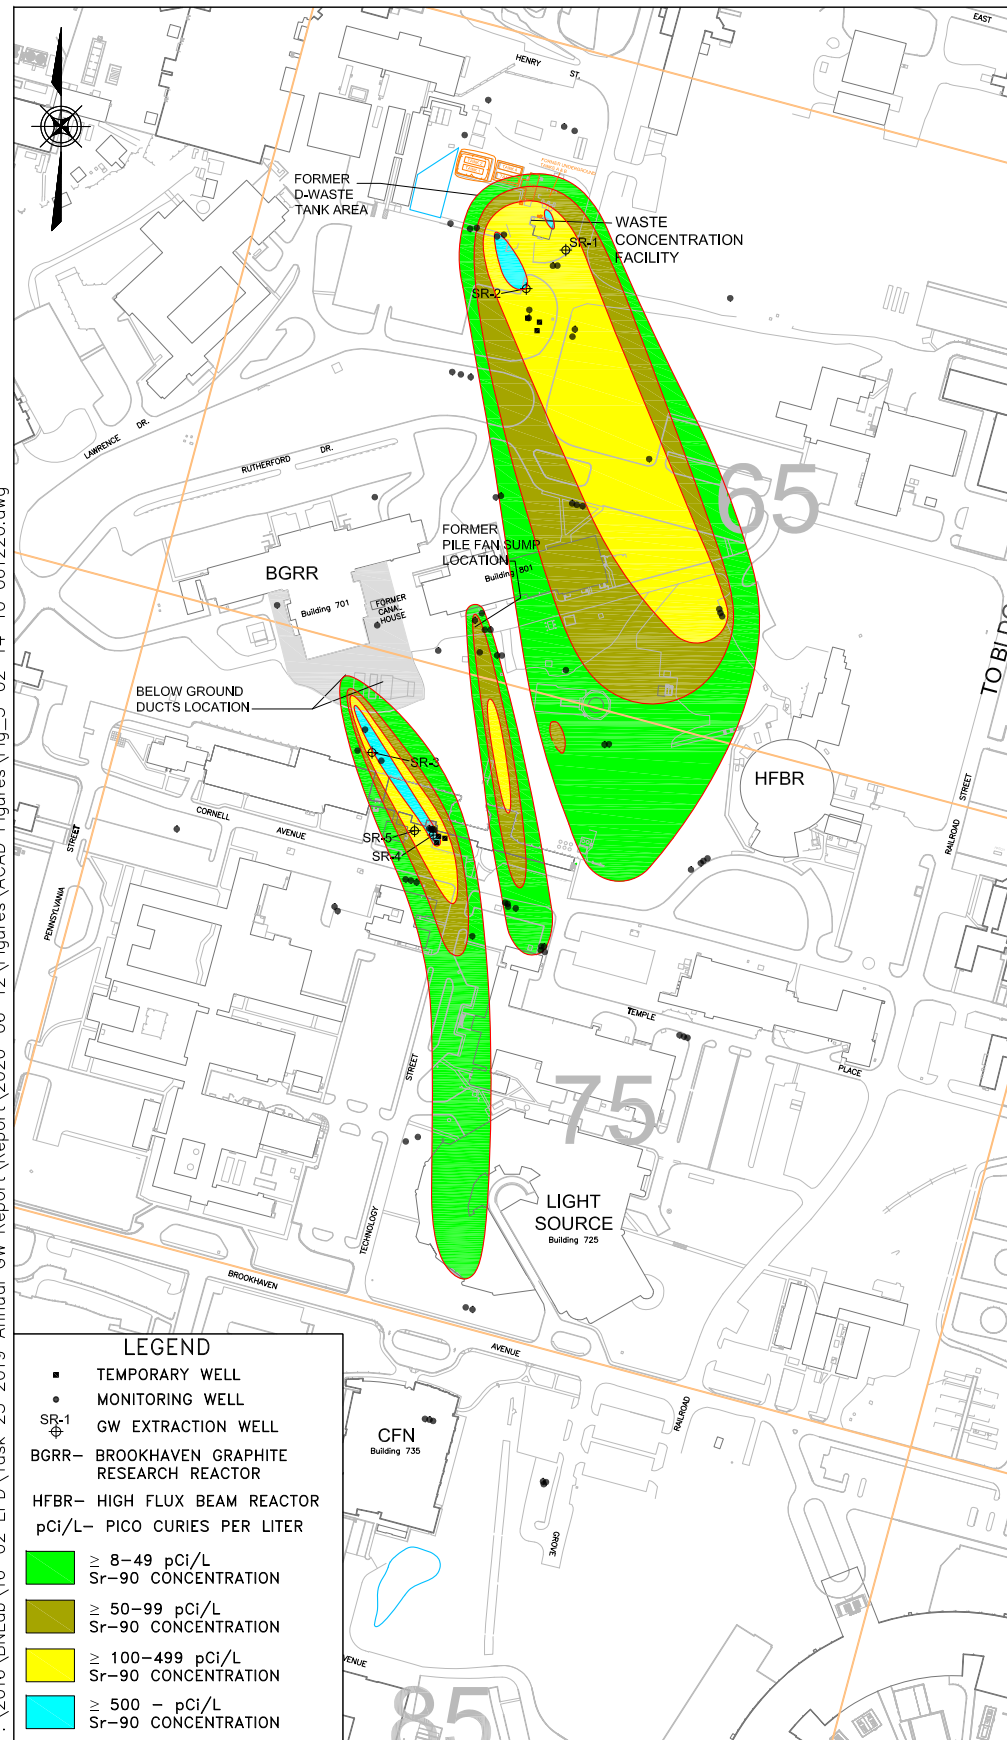 EAST
HENRY ST.
FORMER
D-WASTE
TANK AREA
WASTE
CONCENTRATION
FACILITY
SR-1
SR-2
LAWRENCE DR.
RUTHERFORD DR.
65
FORMER
PILE FAN SUMP
LOCATION
Building 801
BGRR
Building 701
FORMER
CANAL
HOUSE
TO BLDG
BELOW GROUND
DUCTS LOCATION
SR-3
HFBR
CORNELL AVENUE
SR-5
SR-4
STREET
PENNSYLVANIA
STREET
RAILROAD
TEMPLE
PLACE
STREET
75
LIGHT
SOURCE
Building 725
TECHNOLOGY
BROOKHAVEN
AVENUE
RAILROAD
CFN
Building 735
GROVE
AVENUE
85
LEGEND
TEMPORARY WELL
MONITORING WELL
SR-1
GW EXTRACTION WELL
BGRR– BROOKHAVEN GRAPHITE
RESEARCH REACTOR
HFBR– HIGH FLUX BEAM REACTOR
pCi/L– PICO CURIES PER LITER
≥ 8–49 pCi/L
Sr–90 CONCENTRATION
≥ 50–99 pCi/L
Sr–90 CONCENTRATION
≥ 100–499 pCi/L
Sr–90 CONCENTRATION
≥ 500 – pCi/L
Sr–90 CONCENTRATION